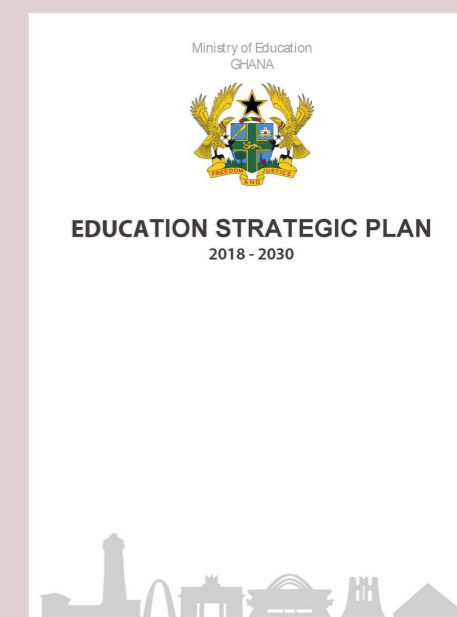 Ministry of Education
GHANA
FREEDOM JUSTICE
AND
EDUCATION STRATEGIC PLAN
2018 - 2030